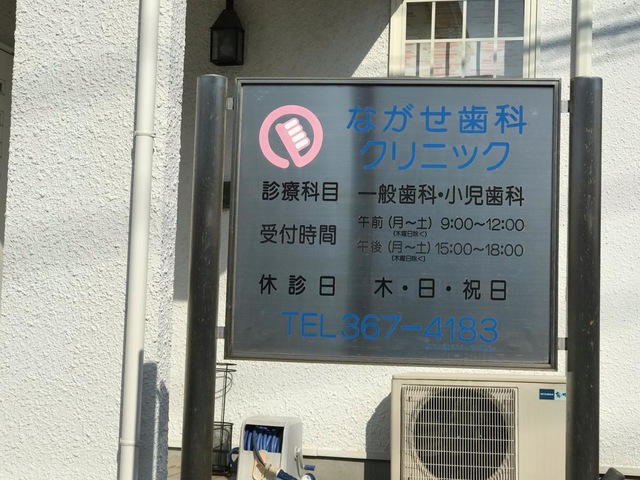 ながせ歯科
クリニック
診療科目 一般歯科・小児歯科
受付時間 午前(月〜土) 9:00〜12:00
(木曜日除く)
午後(月〜土) 15:00〜18:00
(木曜日除く)
休診日 木・日・祝日
TEL367-4183